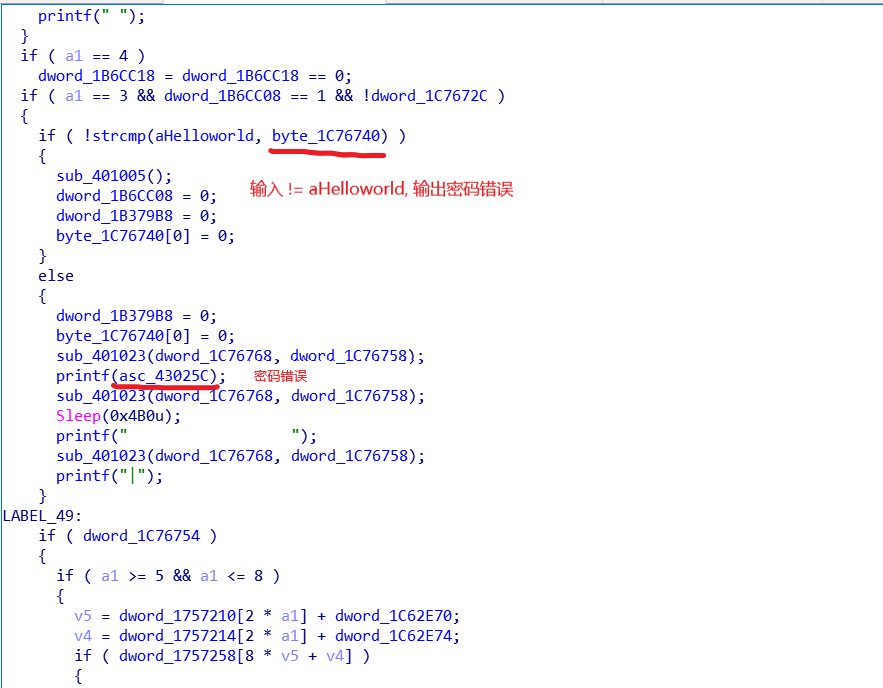 printf(" ");
}
if ( a1 == 4 )
dword_1B6CC18 = dword_1B6CC18 == 0;
if ( a1 == 3 && dword_1B6CC08 == 1 && !dword_1C7672C )
{
if ( !strcmp(aHelloworld, byte_1C76740) )
{
sub_401005();
dword_1B6CC08 = 0;
输入 != aHelloworld, 输出密码错误
dword_1B379B8 = 0;
byte_1C76740[0] = 0;
}
else
{
dword_1B379B8 = 0;
byte_1C76740[0] = 0;
sub_401023(dword_1C76768, dword_1C76758);
printf(asc_43025C); 密码错误
sub_401023(dword_1C76768, dword_1C76758);
Sleep(0x4B0u);
printf("                  ");
sub_401023(dword_1C76768, dword_1C76758);
printf("|");
}
LABEL_49:
if ( dword_1C76754 )
{
if ( a1 >= 5 && a1 <= 8 )
{
v5 = dword_1757210[2 * a1] + dword_1C62E70;
v4 = dword_1757214[2 * a1] + dword_1C62E74;
if ( dword_1757258[8 * v5 + v4] )
{